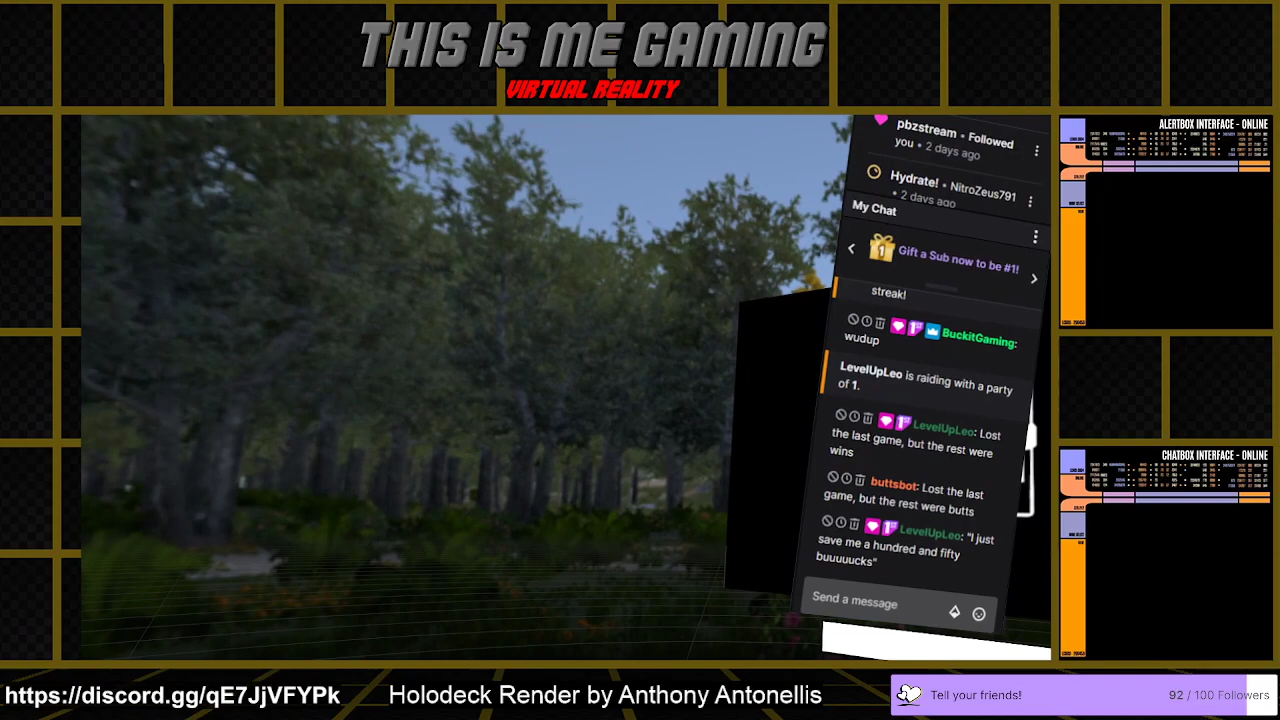 THIS IS ME GAMING
VIRTUAL REALITY
pbzstream • Followed
you • 2 days ago
Hydrate! • NitroZeus791
• 2 days ago
My Chat
1
Gift a Sub now to be #1!
streak!
BuckitGaming:
wudup
LevelUpLeo is raiding with a party
of 1.
LevelUpLeo: Lost
the last game, but the rest were
wins
buttsbot: Lost the last
game, but the rest were butts
LevelUpLeo: "I just
save me a hundred and fifty
buuuuucks"
Send a message
ALERTBOX INTERFACE - ONLINE
CHATBOX INTERFACE - ONLINE
https://discord.gg/qE7JjVFYPk
Holodeck Render by Anthony Antonellis
Tell your friends!
92 / 100 Followers